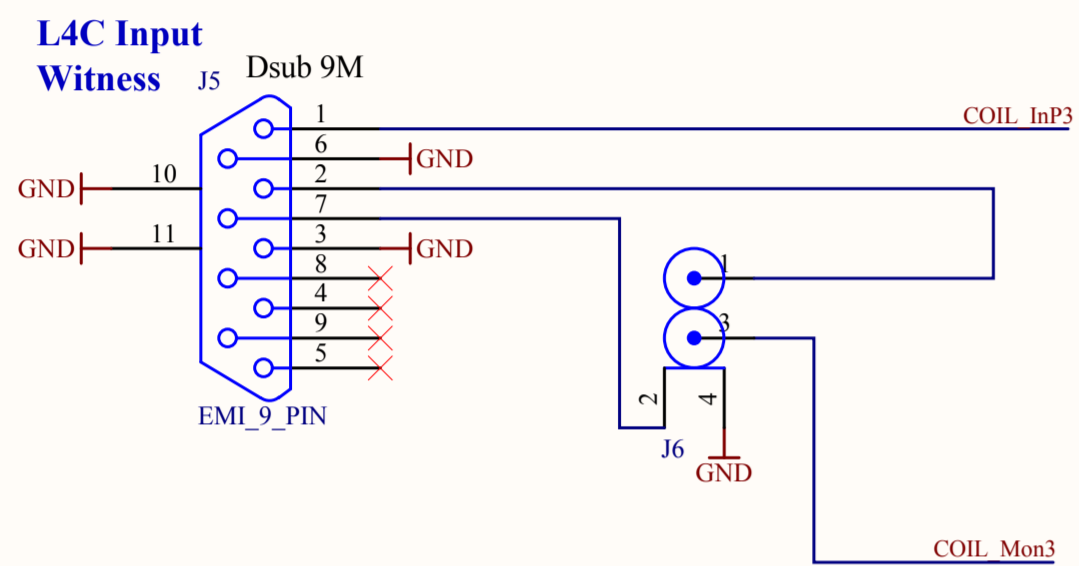 L4C Input
Witness
J5
Dsub 9M
1
COIL_InP3
6
GND
10
2
GND
7
11
3
GND
GND
8
1
4
9
3
5
2
4
EMI_9_PIN
J6
GND
COIL_Mon3